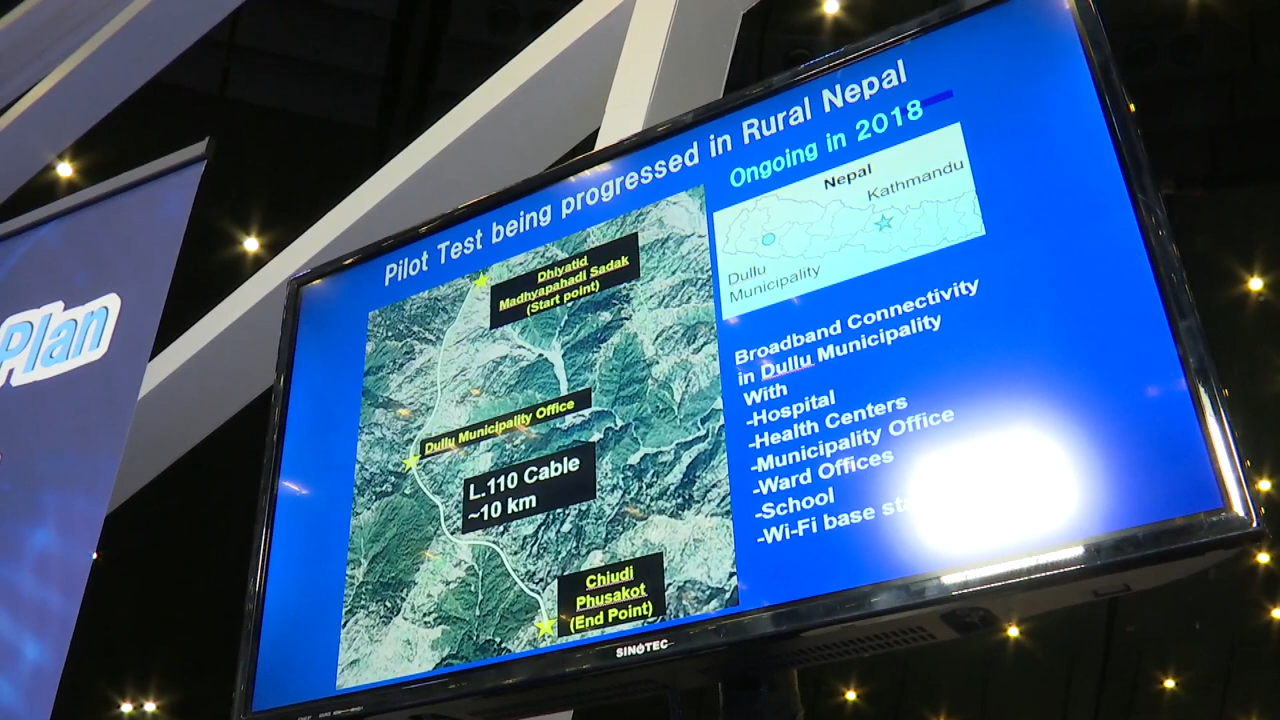 Plan
Pilot Test being progressed in Rural Nepal
Ongoing in 2018
Nepal
Kathmandu
Dullu
Municipality
Dhiyatid
Madhyapahadi Sadak
(Start point)
Dullu Municipality Office
L.110 Cable
~10 km
Chiudi
Phusakot
(End Point)
Broadband Connectivity
in Dullu Municipality
With
-Hospital
-Health Centers
-Municipality Office
-Ward Offices
-School
-Wi-Fi base
SINOTEC